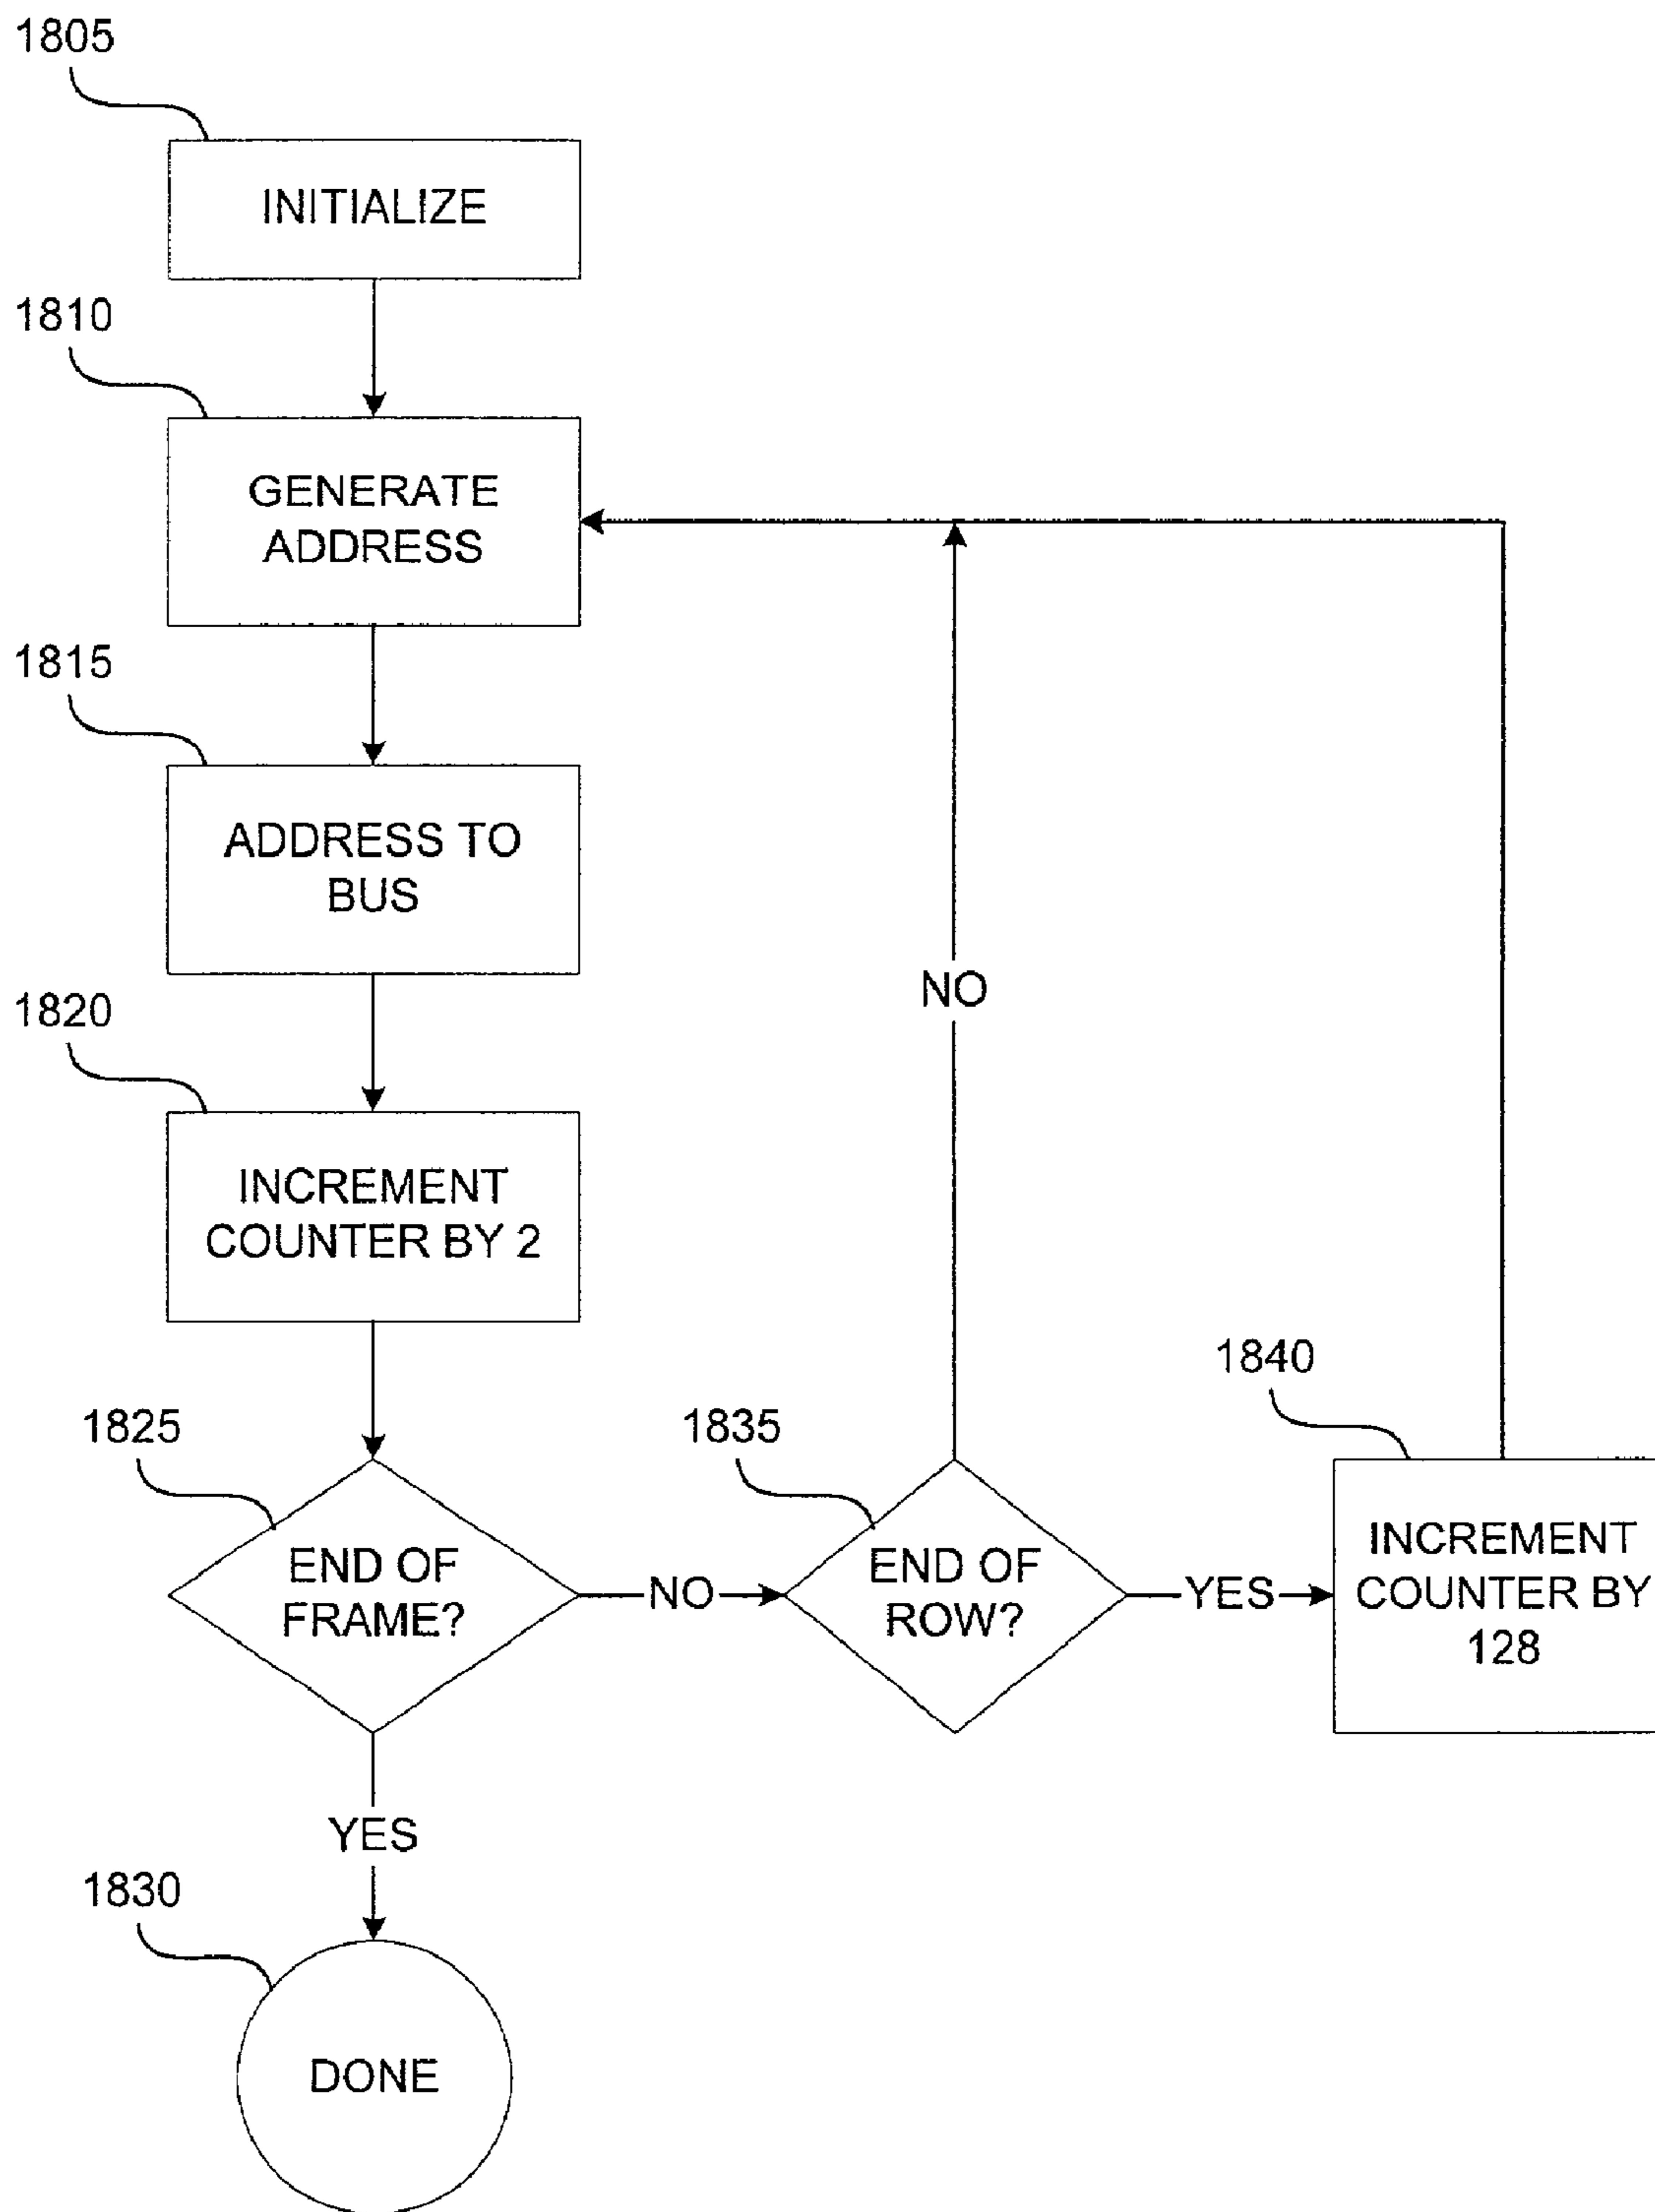 1805
INITIALIZE
1810
GENERATE
ADDRESS
1815
ADDRESS TO
BUS
NO
1820
INCREMENT
COUNTER BY 2
1825
END OF
FRAME?
NO
1835
END OF
ROW?
YES
1840
INCREMENT
COUNTER BY
128
YES
1830
DONE